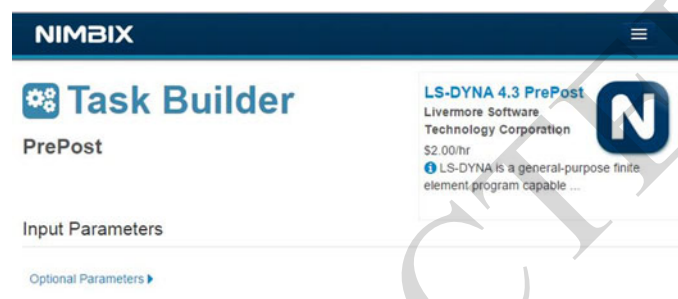 NIMBIX
Task Builder
PrePost
LS-DYNA 4.3 PrePost
Livermore Software
Technology Corporation
$2.00/hr
LS-DYNA is a general-purpose finite
element program capable ...
N
Input Parameters
Optional Parameters
CTE